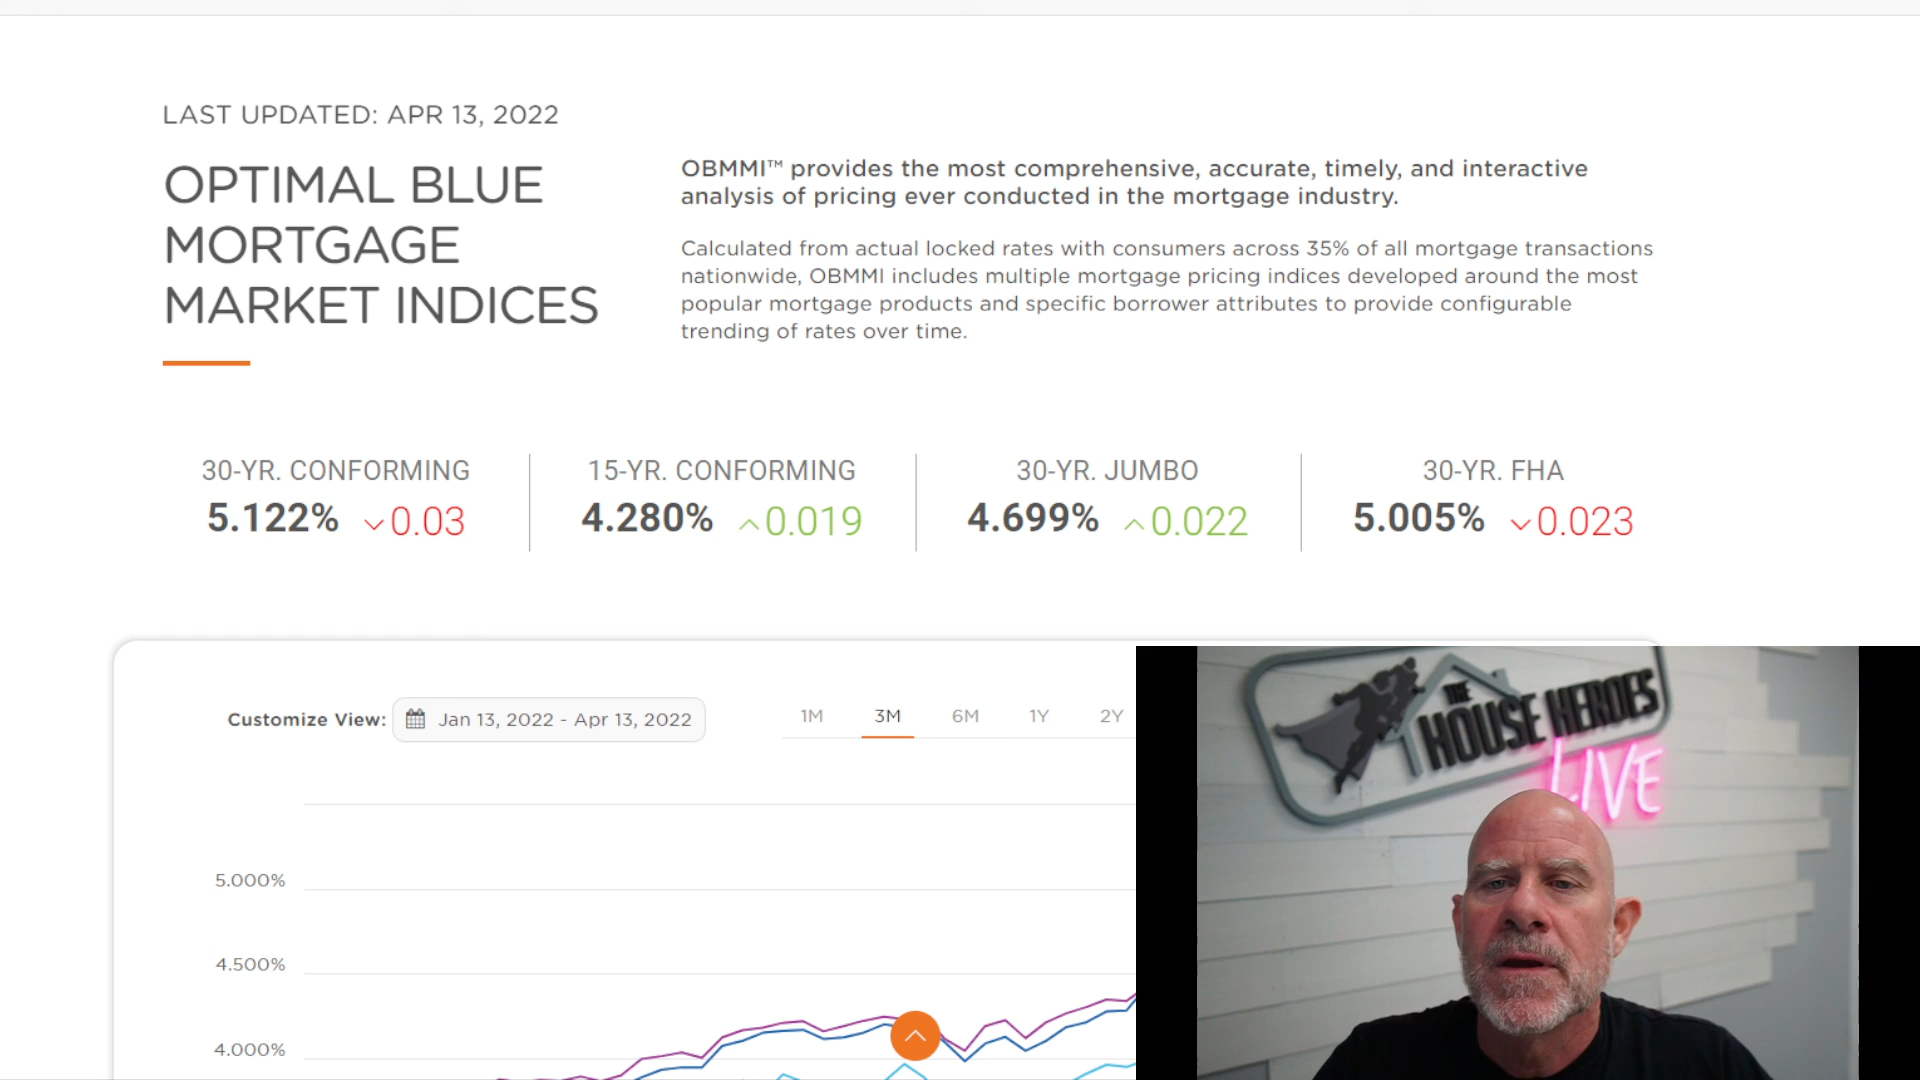 LAST UPDATED: APR 13, 2022
OPTIMAL BLUE
MORTGAGE
MARKET INDICES
OBMMI™ provides the most comprehensive, accurate, timely, and interactive
analysis of pricing ever conducted in the mortgage industry.
Calculated from actual locked rates with consumers across 35% of all mortgage transactions
nationwide, OBMMI includes multiple mortgage pricing indices developed around the most
popular mortgage products and specific borrower attributes to provide configurable
trending of rates over time.
30-YR. CONFORMING
5.122% 0.03
15-YR. CONFORMING
4.280% 0.019
30-YR. JUMBO
4.699% 0.022
30-YR. FHA
5.005% 0.023
Customize View: Jan 13, 2022 - Apr 13, 2022
1M 3M 6M 1Y 2Y
5.000%
4.500%
4.000%
THE
HOUSE HEROES
LIVE